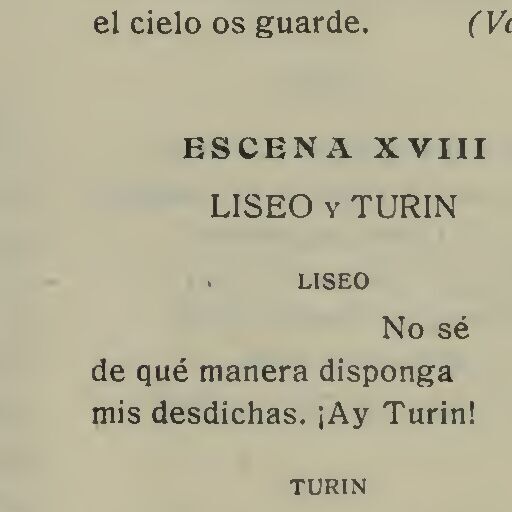 el cielo os guarde.
ESCENA XVIII
LISEO Y TURIN
LISEO
No sé
de qué manera disponga
mis desdichas. ¡Ay Turin!
TURIN